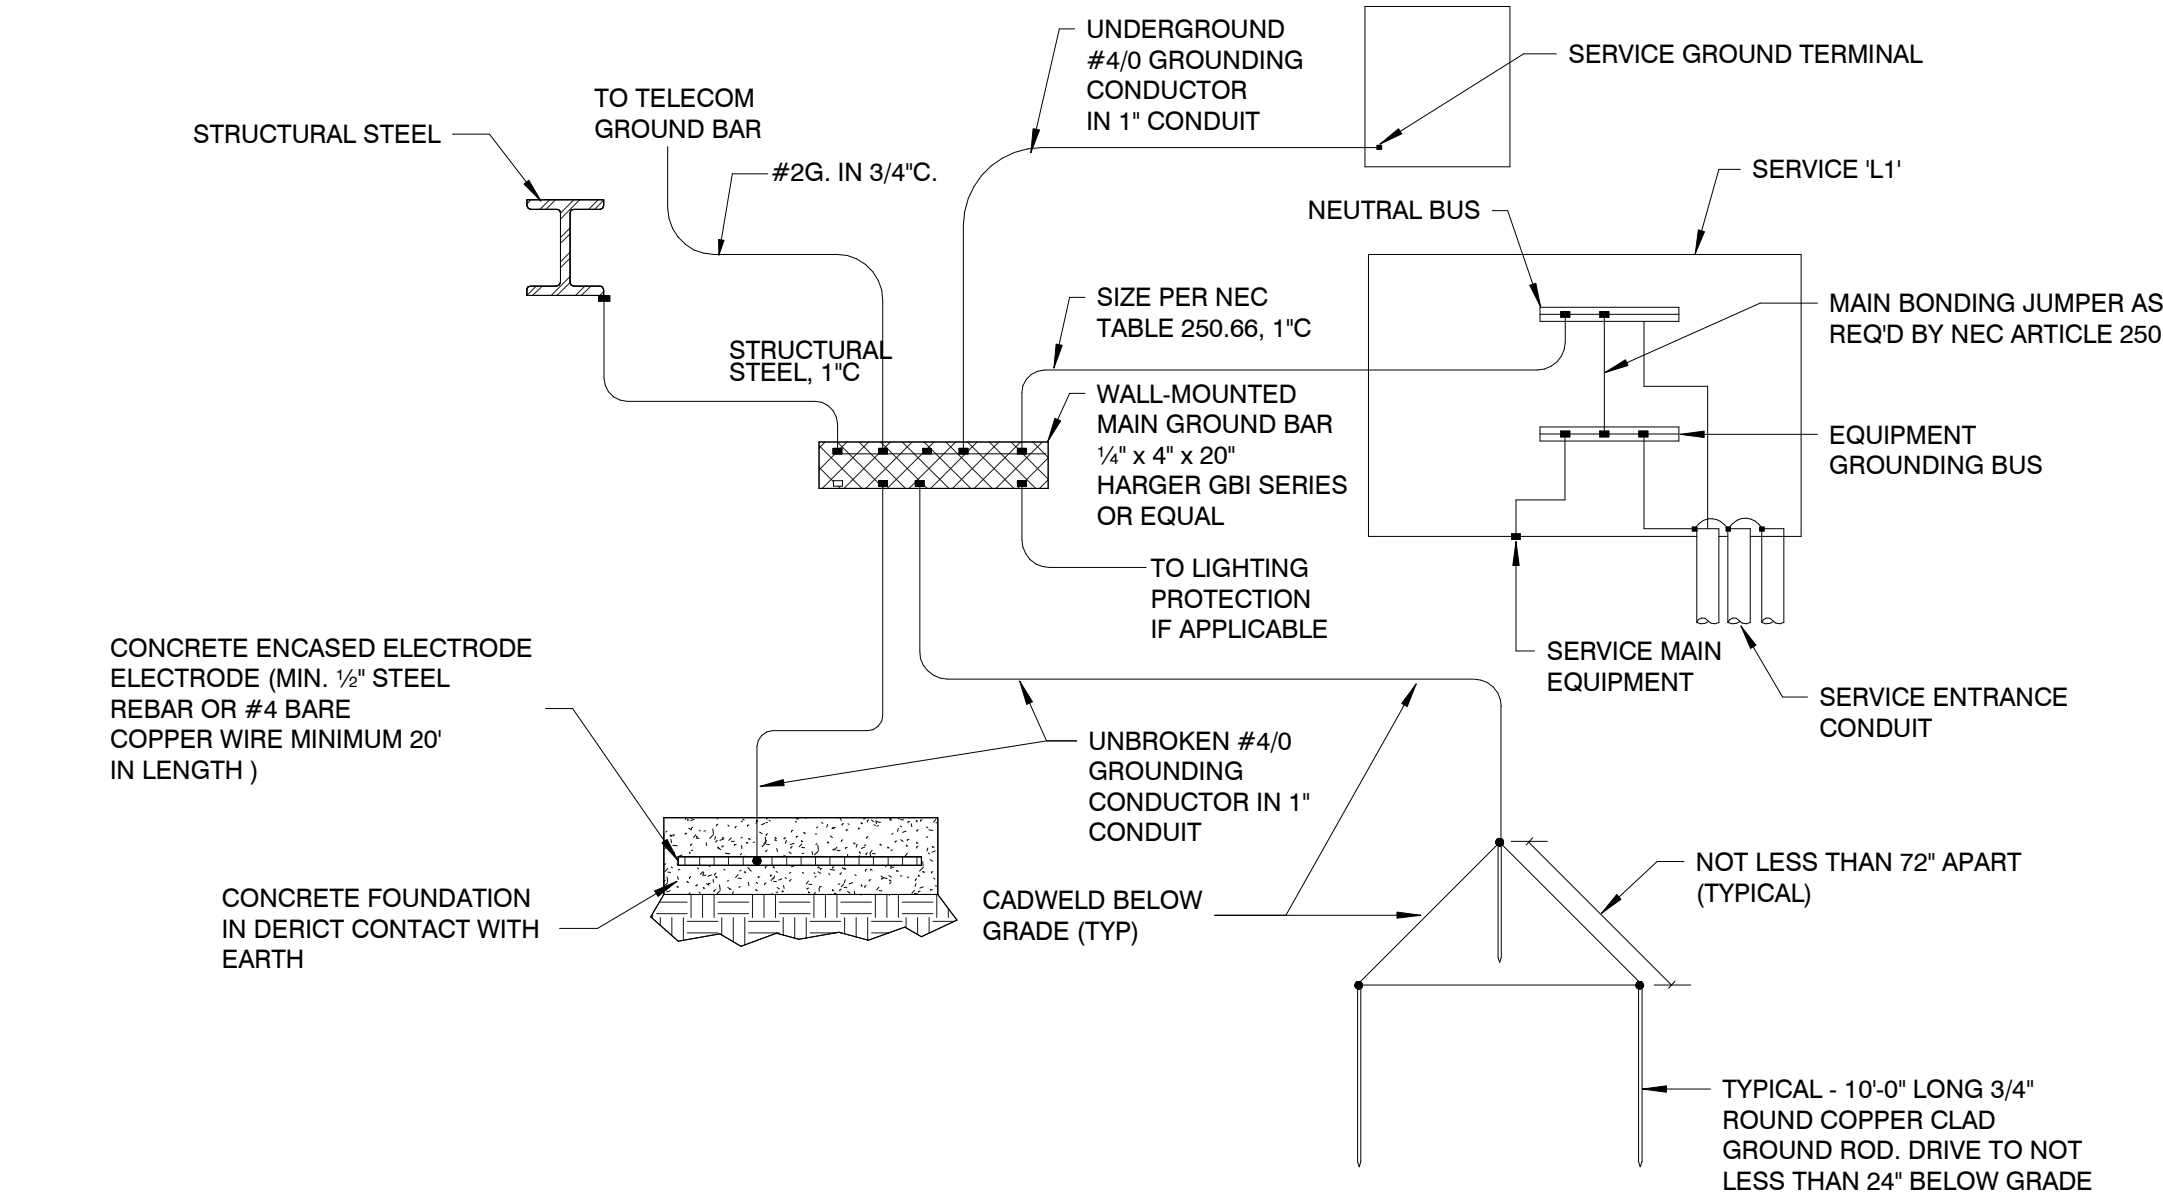 UNDERGROUND
#4/0 GROUNDING
CONDUCTOR
IN 1" CONDUIT
SERVICE GROUND TERMINAL
TO TELECOM
GROUND BAR
STRUCTURAL STEEL
#2G. IN 3/4"C.
SERVICE 'L1'
NEUTRAL BUS
SIZE PER NEC
TABLE 250.66, 1"C
MAIN BONDING JUMPER AS
REQ'D BY NEC ARTICLE 250
STRUCTURAL
STEEL, 1"C
WALL-MOUNTED
MAIN GROUND BAR
¼" x 4" x 20"
HARGER GBI SERIES
OR EQUAL
EQUIPMENT
GROUNDING BUS
TO LIGHTING
PROTECTION
IF APPLICABLE
SERVICE MAIN
EQUIPMENT
SERVICE ENTRANCE
CONDUIT
CONCRETE ENCASED ELECTRODE
ELECTRODE (MIN. ½" STEEL
REBAR OR #4 BARE
COPPER WIRE MINIMUM 20'
IN LENGTH )
UNBROKEN #4/0
GROUNDING
CONDUCTOR IN 1"
CONDUIT
CONCRETE FOUNDATION
IN DERICT CONTACT WITH
EARTH
CADWELD BELOW
GRADE (TYP)
NOT LESS THAN 72" APART
(TYPICAL)
TYPICAL - 10'-0" LONG 3/4"
ROUND COPPER CLAD
GROUND ROD. DRIVE TO NOT
LESS THAN 24" BELOW GRADE